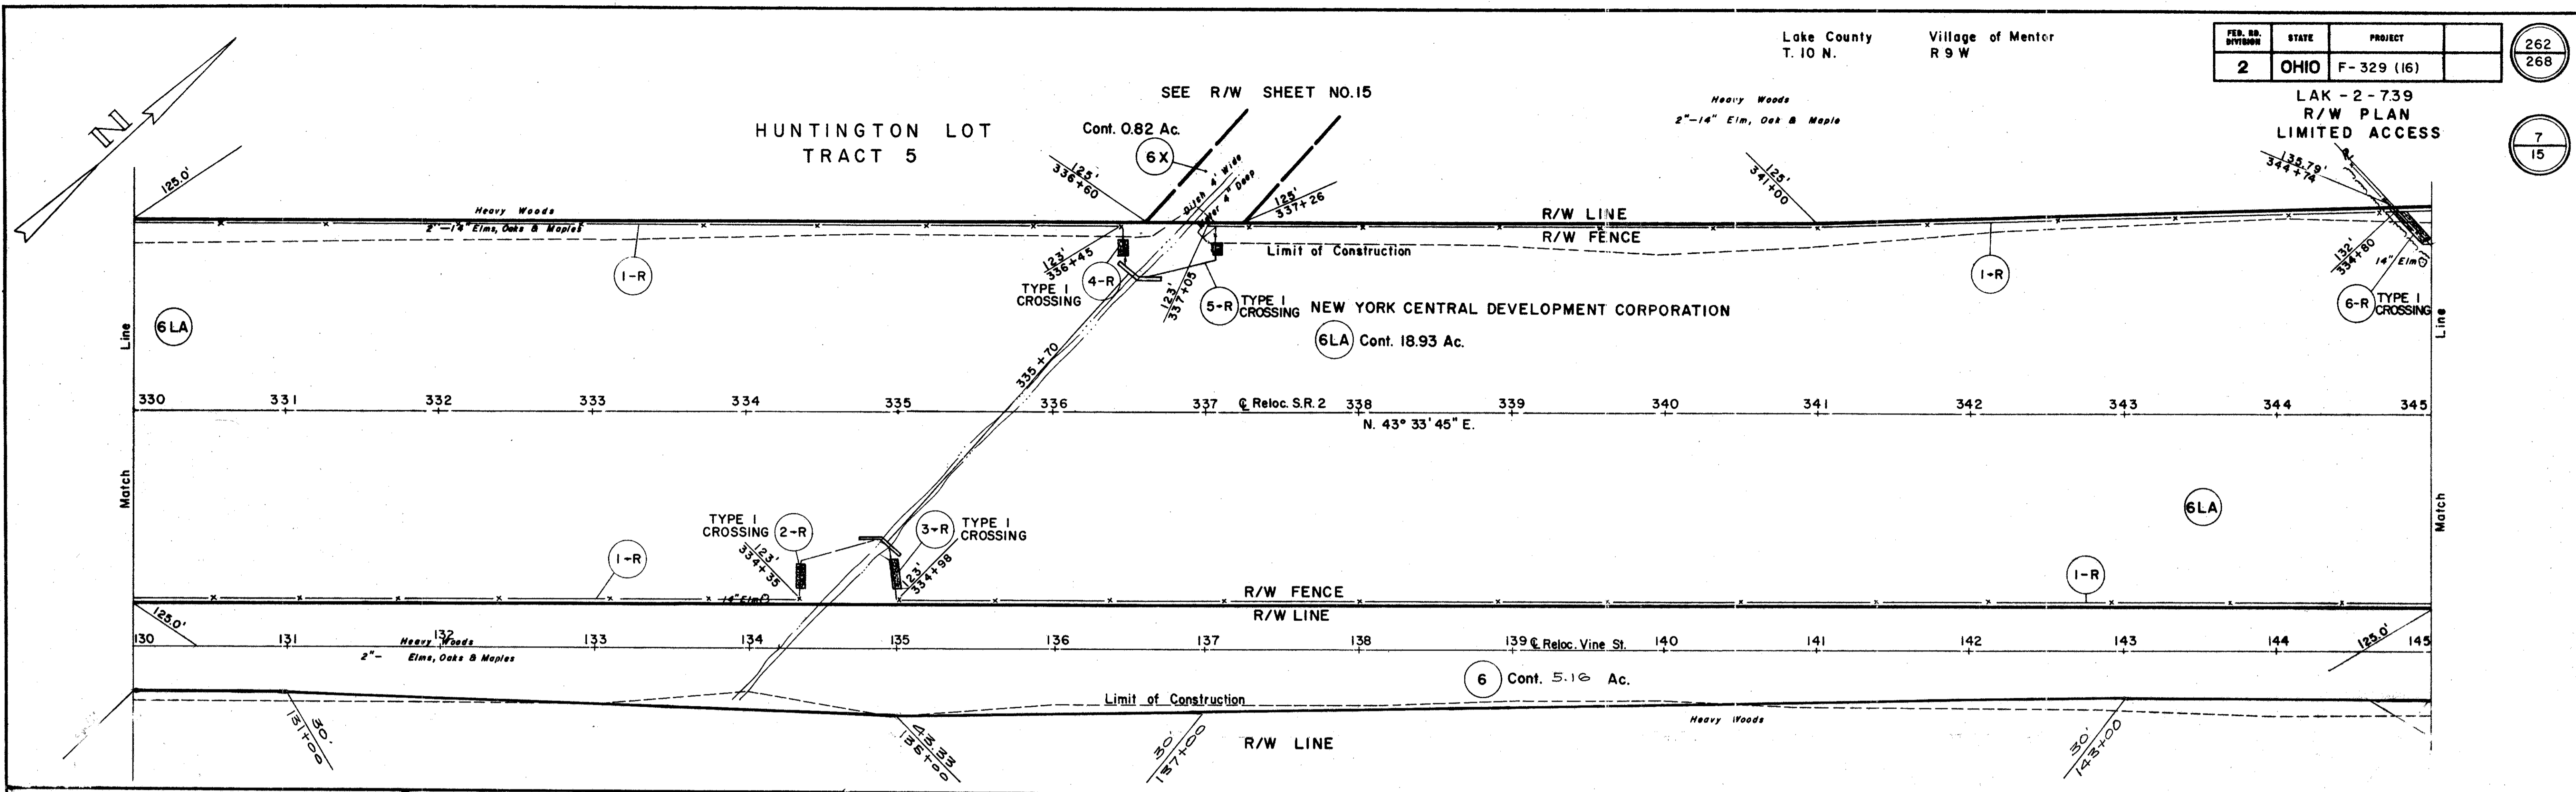 Lake County Village of Mentor
T. 10 N. R 9 W
FED. RD. DIVISION STATE PROJECT
2 OHIO F-329 (16)
262
268
LAK - 2 - 7.39
R/W PLAN
LIMITED ACCESS
7
15
N
HUNTINGTON LOT
TRACT 5
SEE R/W SHEET NO. 15
Cont. 0.82 Ac.
6X
Heavy Woods
2"-14" Elm, Oak & Maple
125.0'
125'
336+60
Ditch 4' Wide
Water 4" Deep
125'
337+26
125'
341+00
135.79'
344+74
Heavy Woods
2"-14" Elms, Oaks & Maples
R/W LINE
R/W FENCE
Limit of Construction
1-R
123'
336+45
4-R
TYPE I
CROSSING
123'
337+05
5-R
TYPE I
CROSSING
1-R
132'
334+80
14" Elm
6-R
TYPE I
CROSSING
NEW YORK CENTRAL DEVELOPMENT CORPORATION
6LA Cont. 18.93 Ac.
6LA
Line
Line
335+70
330 331 332 333 334 335 336 337 ℄ Reloc. S.R. 2 338 339 340 341 342 343 344 345
N. 43° 33' 45" E.
Match
Match
6LA
TYPE I
CROSSING
2-R
123'
334+35
3-R
TYPE I
CROSSING
123'
334+98
1-R
1-R
14" Elm
R/W FENCE
R/W LINE
125.0'
125.0'
130 131 132 133 134 135 136 137 138 139 ℄ Reloc. Vine St. 140 141 142 143 144 145
Heavy Woods
2"- Elms, Oaks & Maples
6 Cont. 5.16 Ac.
Limit of Construction
Heavy Woods
30'
131+00
43.33
135+00
30'
137+00
R/W LINE
30'
143+00